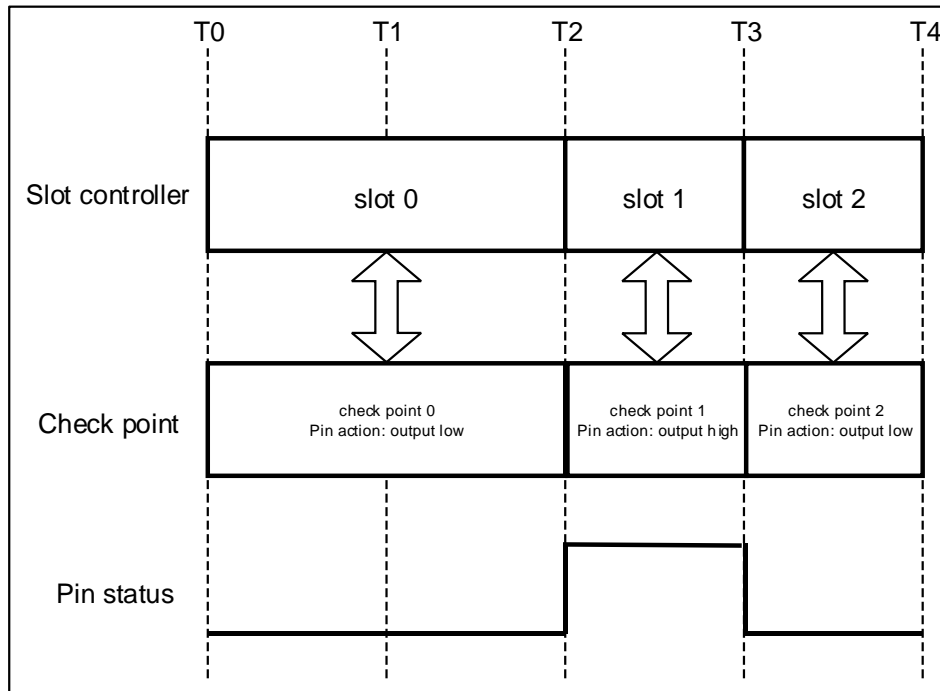 T0 T1 T2 T3 T4
Slot controller slot 0 slot 1 slot 2
check point 0 check point 1 check point 2
Check point
Pin action: output low Pin action: output high Pin action: output low
Pin status